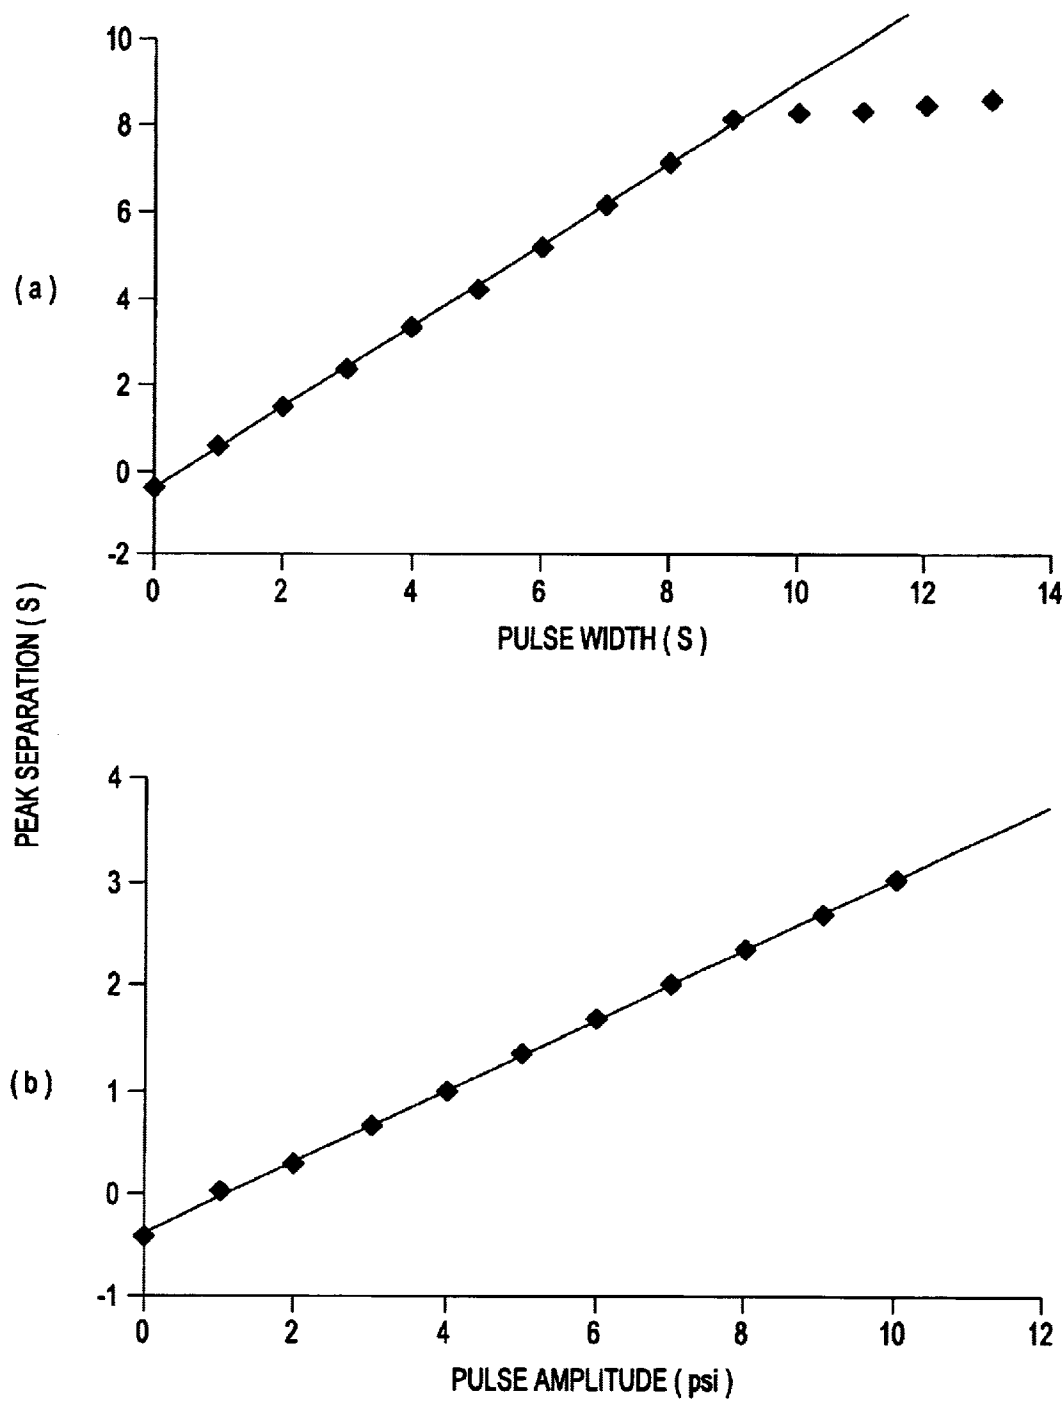 10
8
6
(a)
4
2
0
-2
0 2 4 6 8 10 12 14
PULSE WIDTH (S)
PEAK SEPARATION (S)
4
3
2
(b)
1
0
-1
0 2 4 6 8 10 12
PULSE AMPLITUDE (psi)